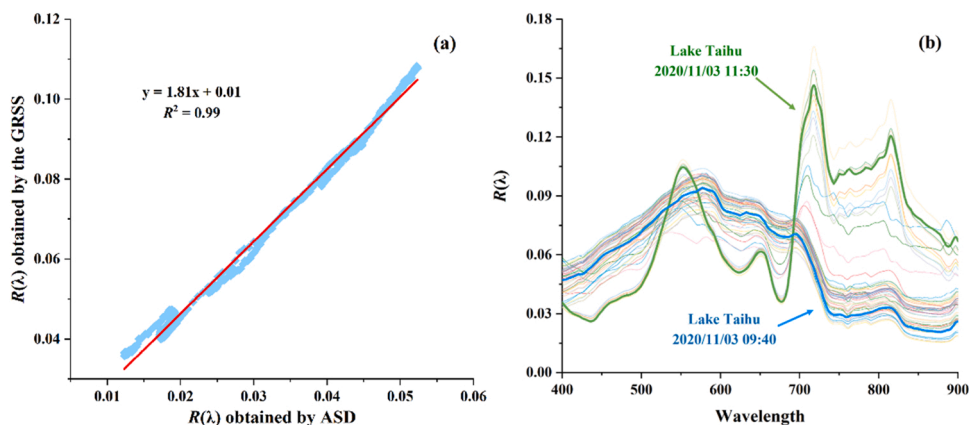 0.12
0.10
0.08
0.06
0.04
R(λ) obtained by the GRSS
(a)
y = 1.81x + 0.01
R² = 0.99
0.01 0.02 0.03 0.04 0.05 0.06
R(λ) obtained by ASD
0.18
0.15
0.12
0.09
0.06
0.03
0.00
R(λ)
(b)
Lake Taihu
2020/11/03 11:30
Lake Taihu
2020/11/03 09:40
400 500 600 700 800 900
Wavelength